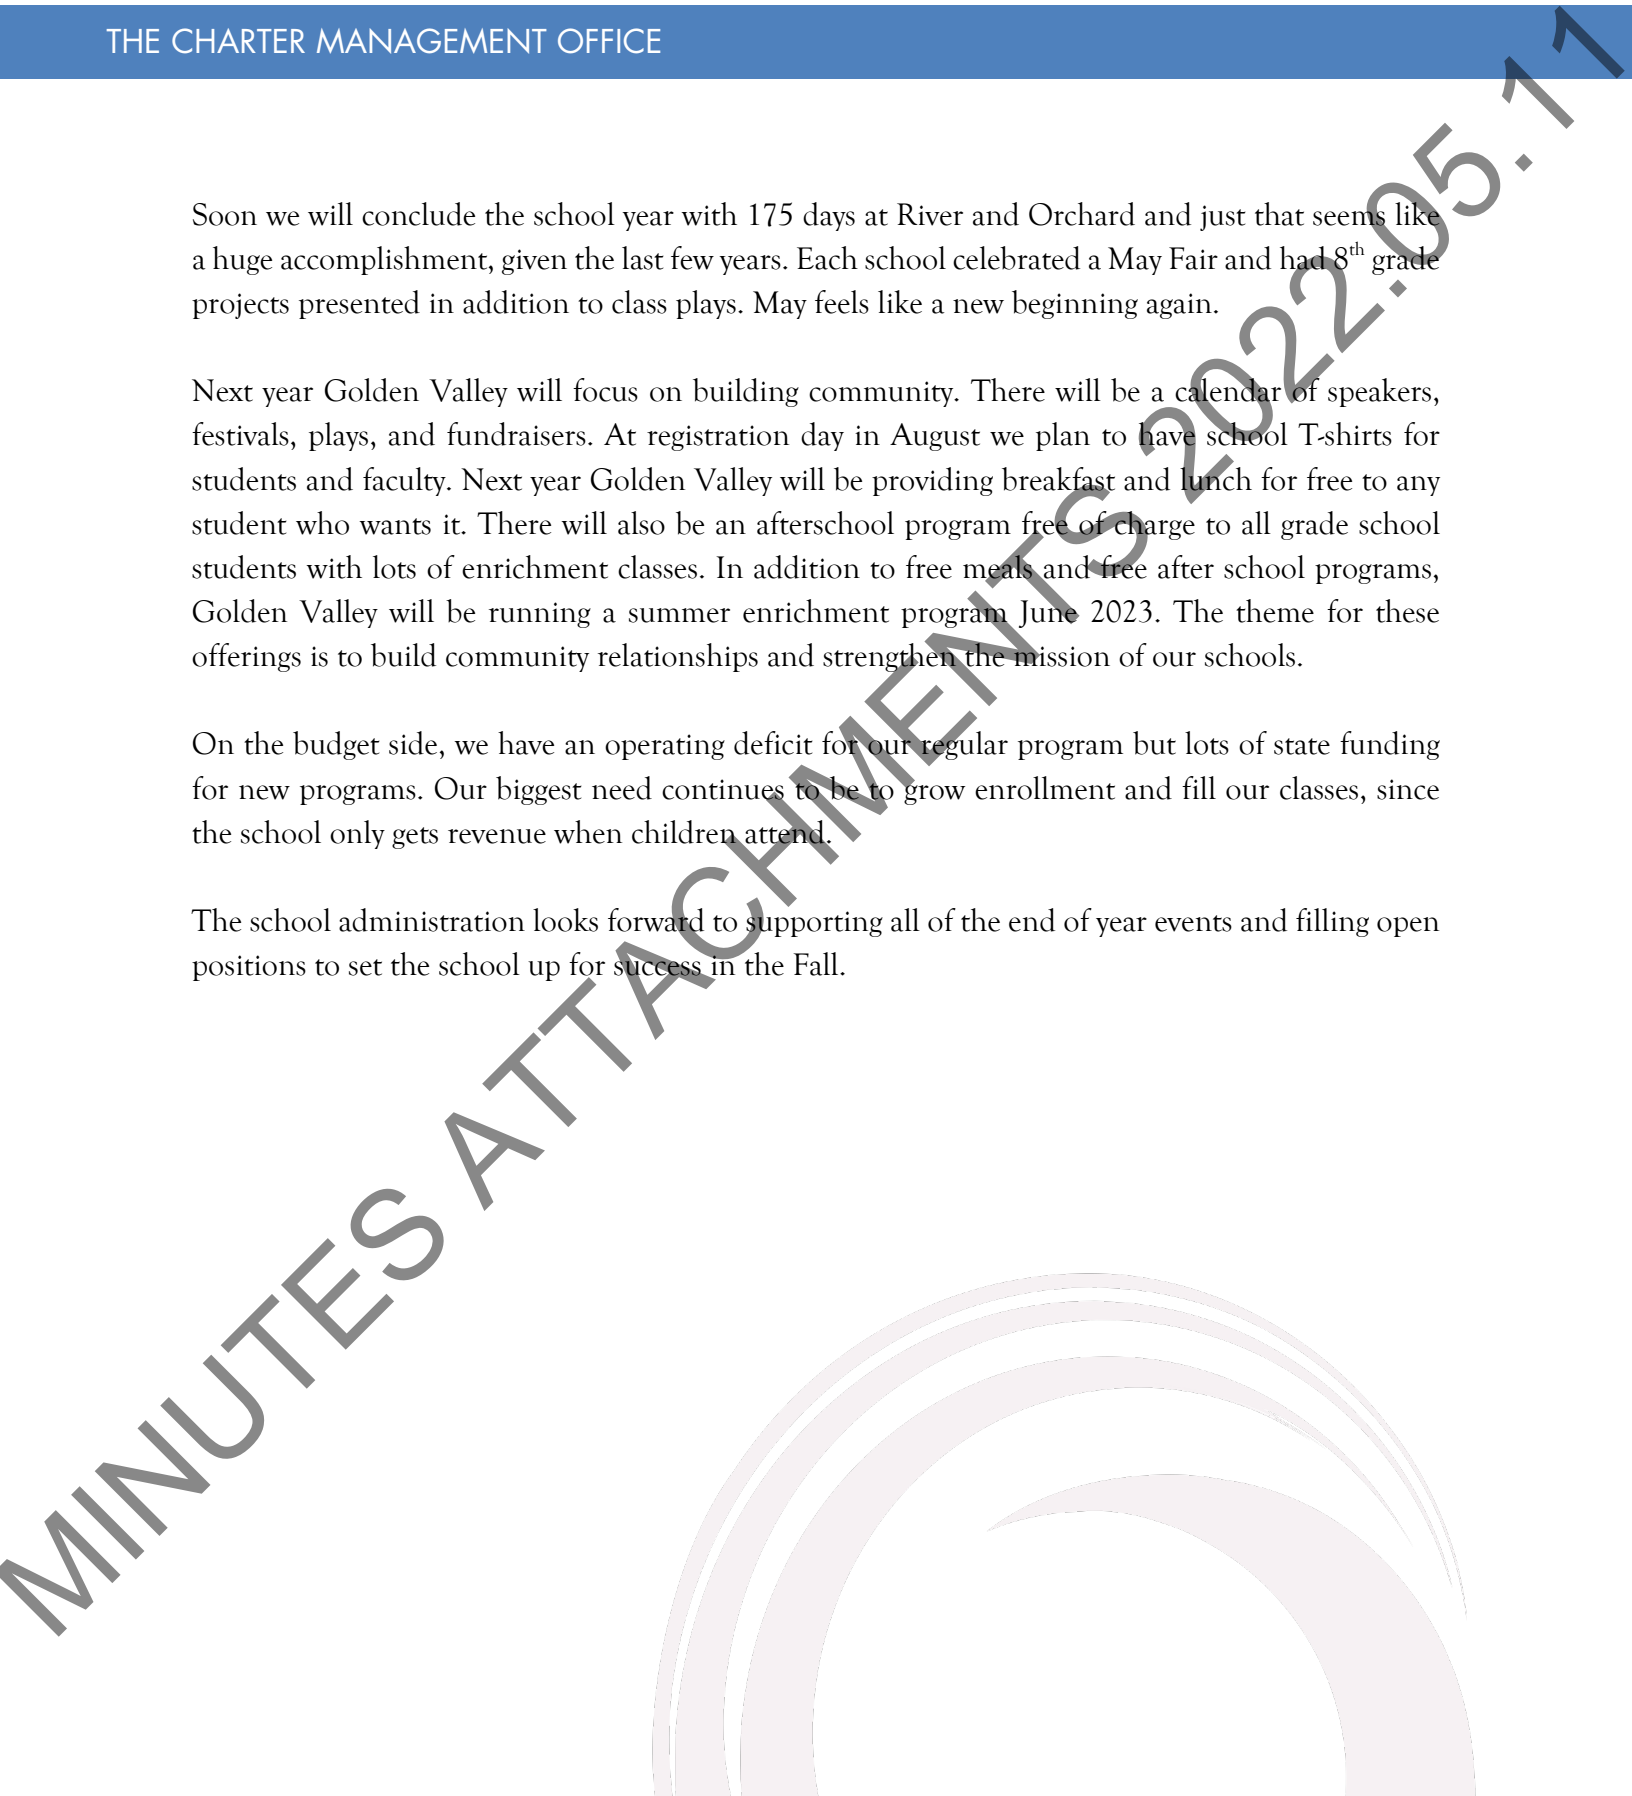 THE CHARTER MANAGEMENT OFFICE
Soon we will conclude the school year with 175 days at River and Orchard and just that seems like
a huge accomplishment, given the last few years. Each school celebrated a May Fair and had 8th grade
projects presented in addition to class plays. May feels like a new beginning again.
Next year Golden Valley will focus on building community. There will be a calendar of speakers,
festivals, plays, and fundraisers. At registration day in August we plan to have school T-shirts for
students and faculty. Next year Golden Valley will be providing breakfast and lunch for free to any
student who wants it. There will also be an afterschool program free of charge to all grade school
students with lots of enrichment classes. In addition to free meals and free after school programs,
Golden Valley will be running a summer enrichment program June 2023. The theme for these
offerings is to build community relationships and strengthen the mission of our schools.
On the budget side, we have an operating deficit for our regular program but lots of state funding
for new programs. Our biggest need continues to be to grow enrollment and fill our classes, since
the school only gets revenue when children attend.
The school administration looks forward to supporting all of the end of year events and filling open
positions to set the school up for success in the Fall.
MINUTES ATTACHMENTS 2022.05.11